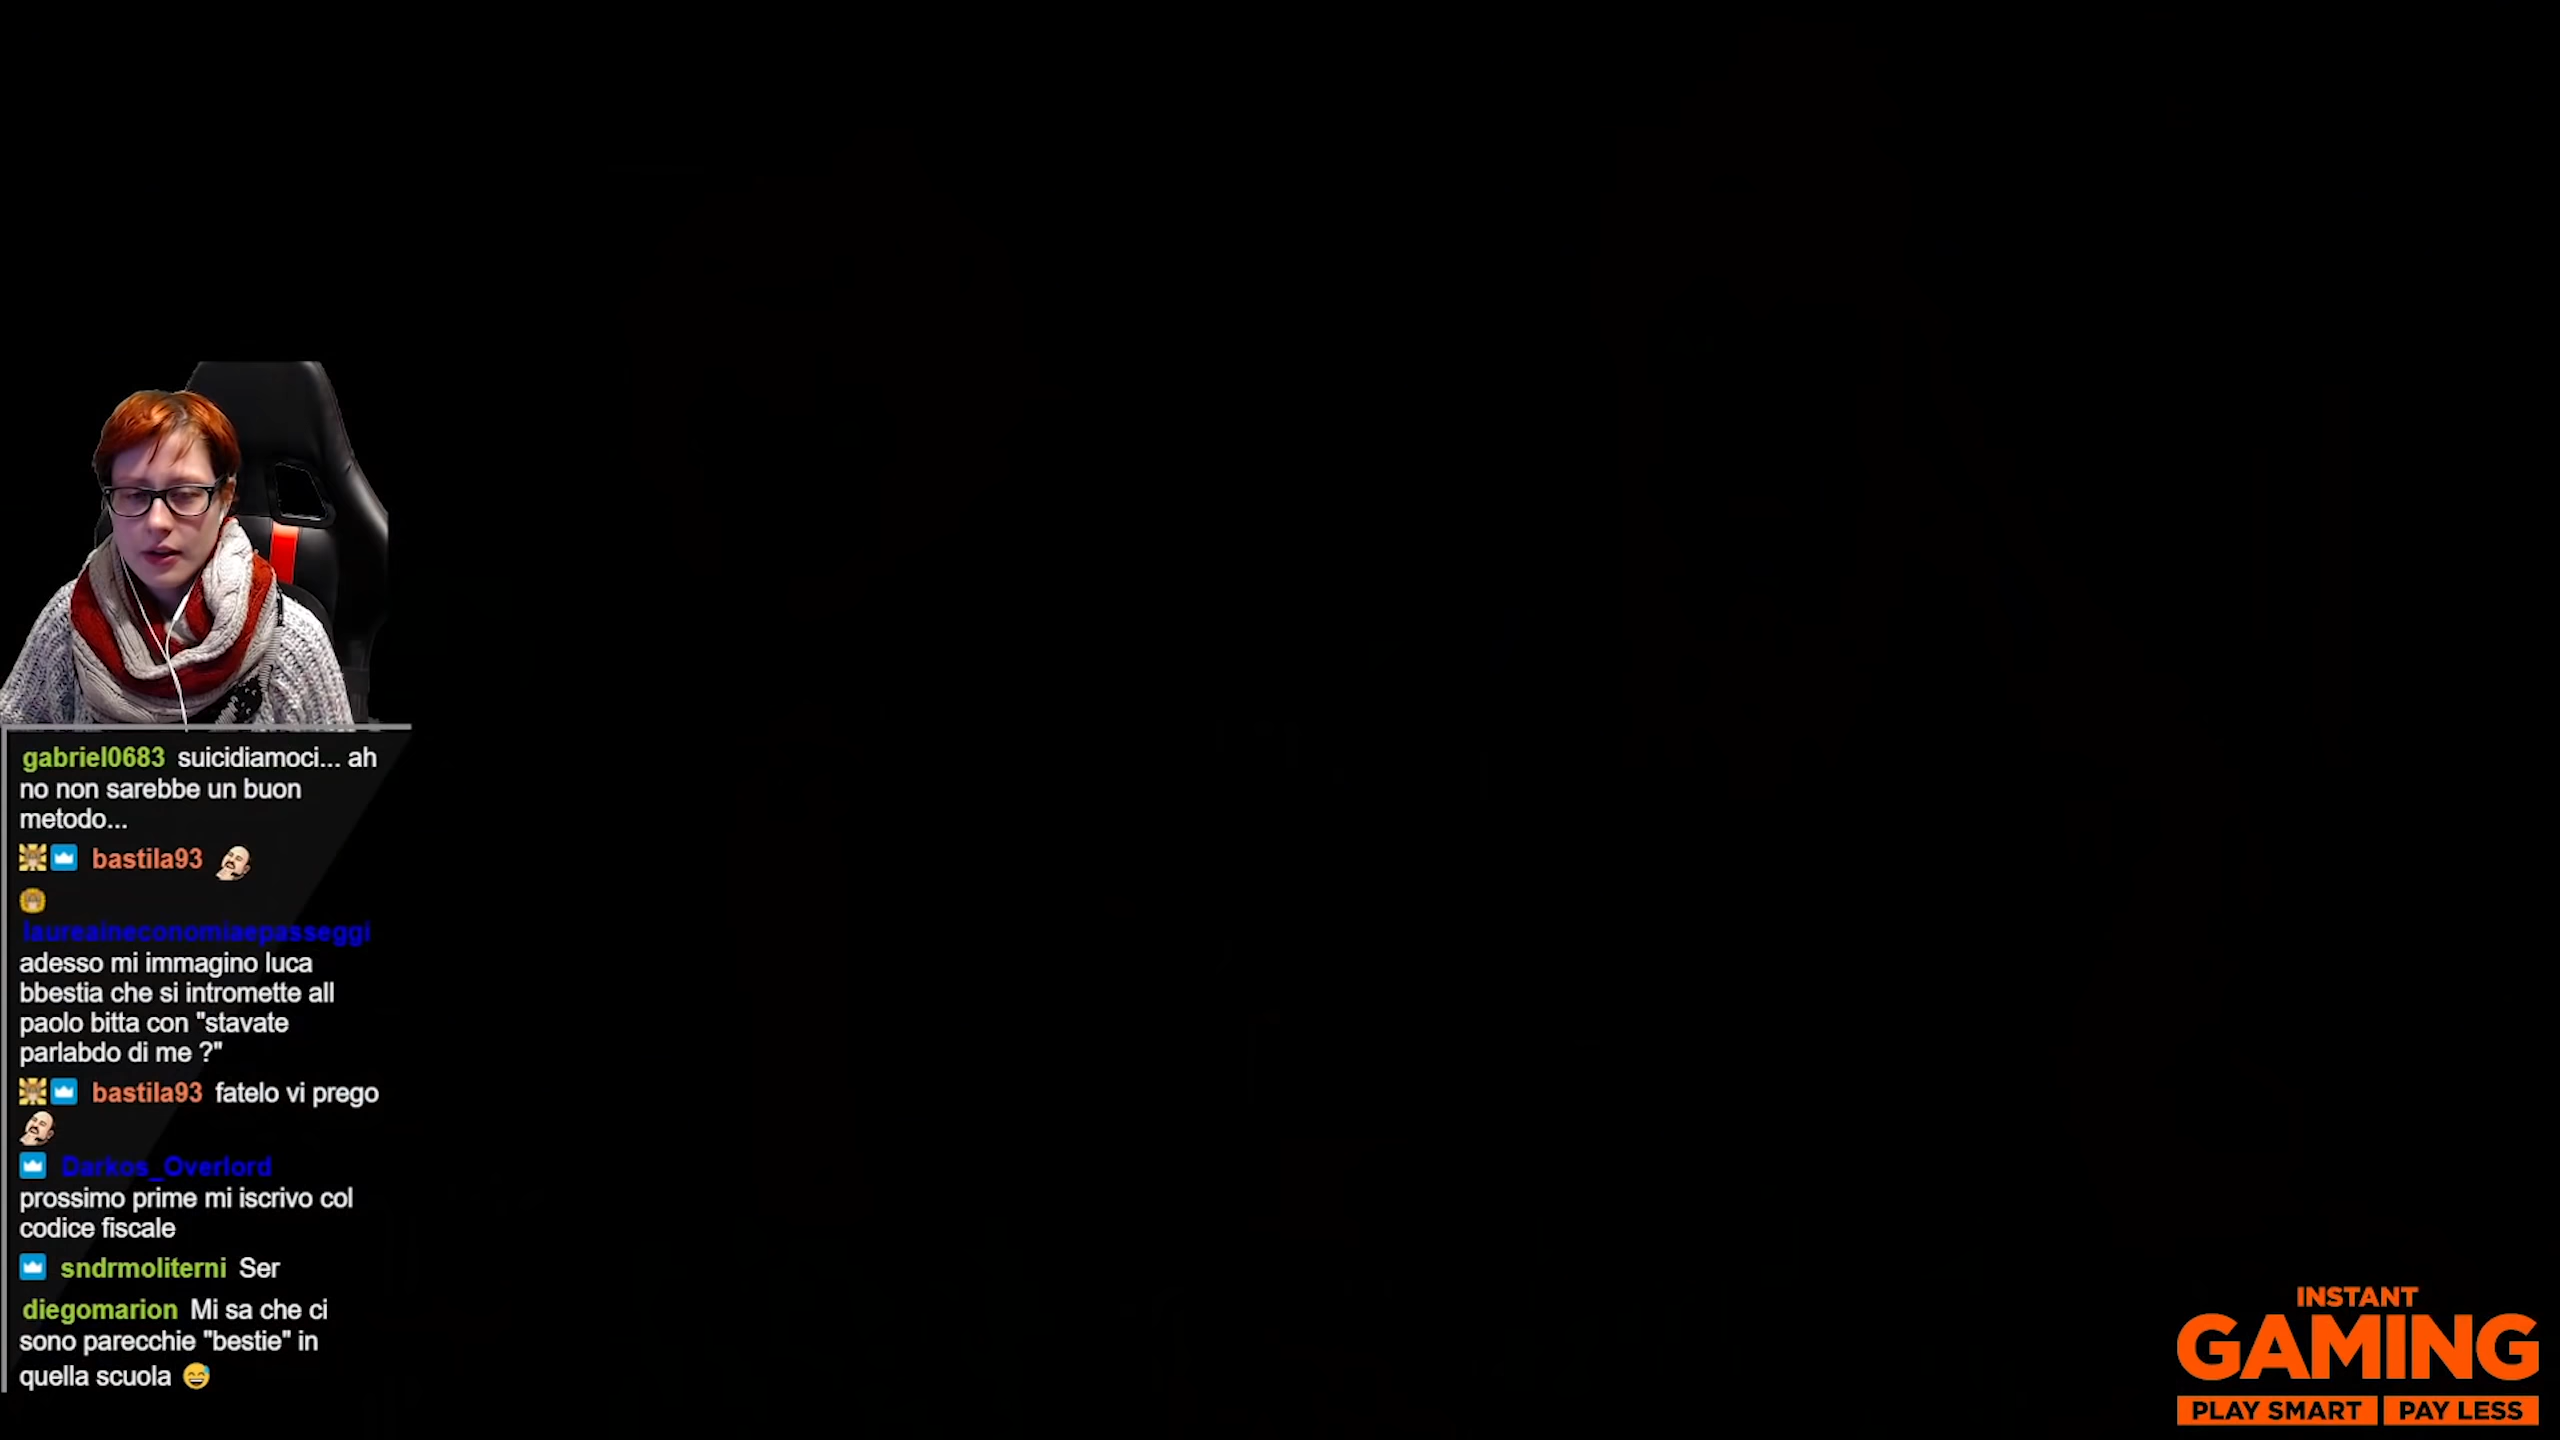 gabriel0683 suicidiamoci... ah
no non sarebbe un buon
metodo...
bastila93
laureaineconomiaepasseggi
adesso mi immagino luca
bbestia che si intromette all
paolo bitta con "stavate
parlabdo di me ?"
bastila93 fatelo vi prego
Darkos_Overlord
prossimo prime mi iscrivo col
codice fiscale
sndrmoliterni Ser
diegomarion Mi sa che ci
sono parecchie "bestie" in
quella scuola 😅
INSTANT
GAMING
PLAY SMART PAY LESS